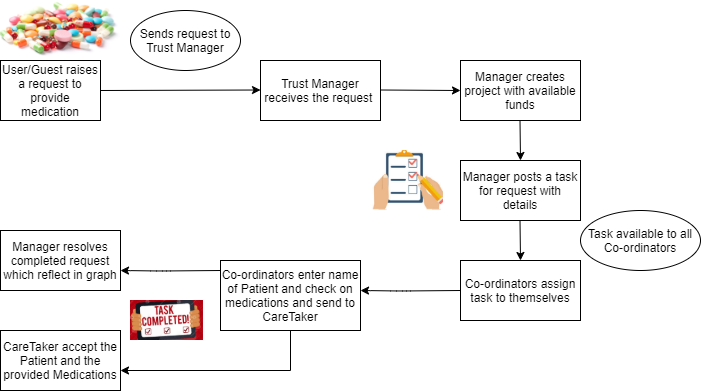 Sends request to
Trust Manager
User/Guest raises
a request to
provide
medication
Trust Manager
receives the request
Manager creates
project with available
funds
Manager posts a task
for request with
details
Task available to all
Co-ordinators
Manager resolves
completed request
which reflect in graph
Co-ordinators enter name
of Patient and check on
medications and send to
CareTaker
Co-ordinators assign
task to themselves
TASK
COMPLETED!
CareTaker accept the
Patient and the
provided Medications